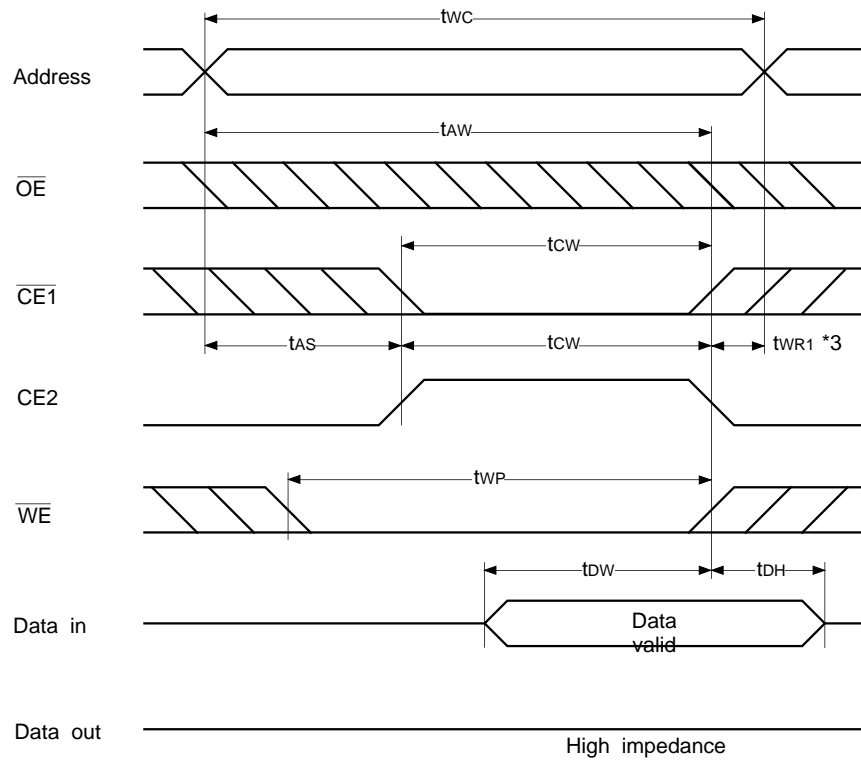 tWC
Address
tAW
OE
tCW
CE1
tAS tCW tWR1 *3
CE2
tWP
WE
tDW tDH
Data in
Data
valid
Data out
High impedance